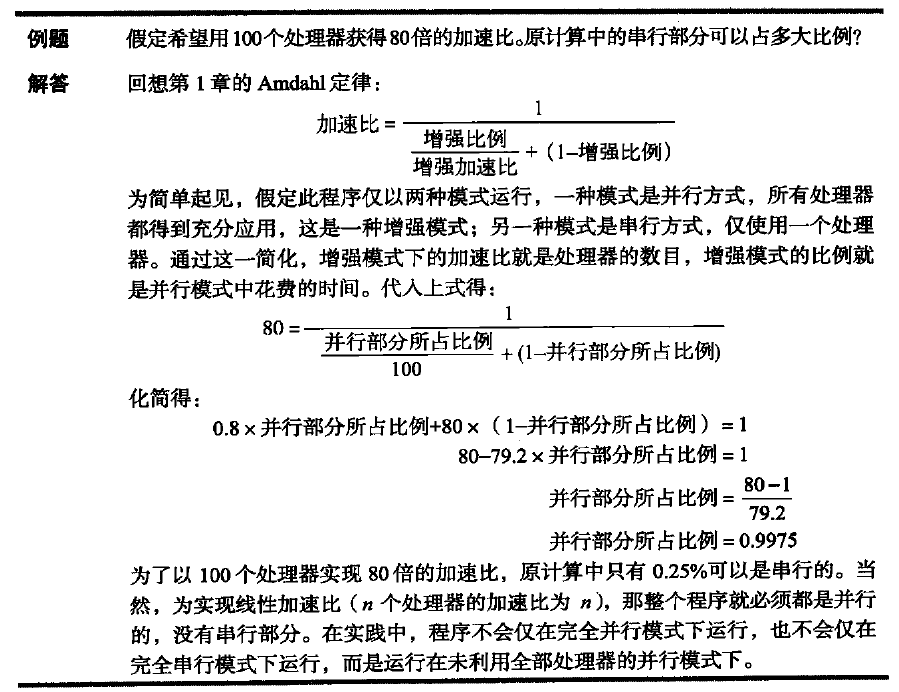 例题 假定希望用100个处理器获得80倍的加速比。原计算中的串行部分可以占多大比例?
解答 回想第 1 章的 Amdahl 定律:
加速比 = 1 / (增强比例 / 增强加速比 + (1–增强比例))
为简单起见，假定此程序仅以两种模式运行，一种模式是并行方式，所有处理器
都得到充分应用，这是一种增强模式；另一种模式是串行方式，仅使用一个处理
器。通过这一简化，增强模式下的加速比就是处理器的数目，增强模式的比例就
是并行模式中花费的时间。代入上式得:
80 = 1 / (并行部分所占比例 / 100 + (1–并行部分所占比例))
化简得:
0.8 × 并行部分所占比例+80 × (1–并行部分所占比例) = 1
80–79.2 × 并行部分所占比例 = 1
并行部分所占比例 = 80 – 1 / 79.2
并行部分所占比例 = 0.9975
为了以 100 个处理器实现 80 倍的加速比，原计算中只有 0.25%可以是串行的。当
然，为实现线性加速比（n 个处理器的加速比为 n），那整个程序就必须都是并行
的，没有串行部分。在实践中，程序不会仅在完全并行模式下运行，也不会仅在
完全串行模式下运行，而是运行在未利用全部处理器的并行模式下。